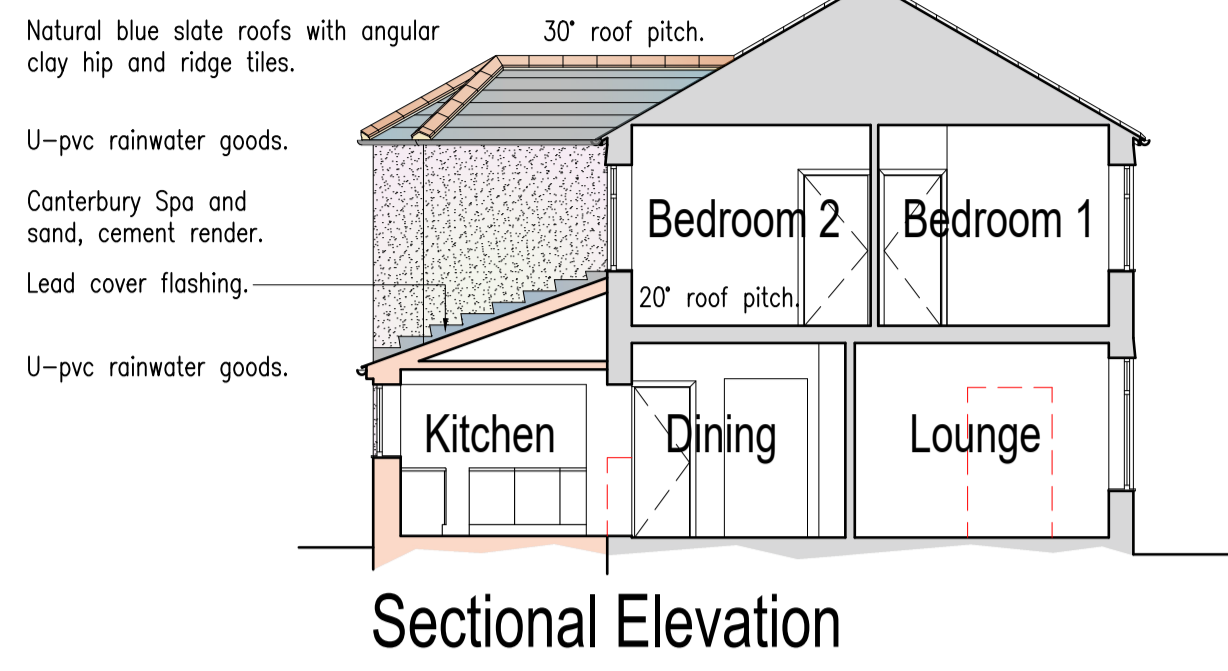 Natural blue slate roofs with angular
clay hip and ridge tiles.
30° roof pitch.
U-pvc rainwater goods.
Canterbury Spa and
sand, cement render.
Bedroom 2
Bedroom 1
Lead cover flashing.
20° roof pitch.
U-pvc rainwater goods.
Kitchen
Dining
Lounge
Sectional Elevation